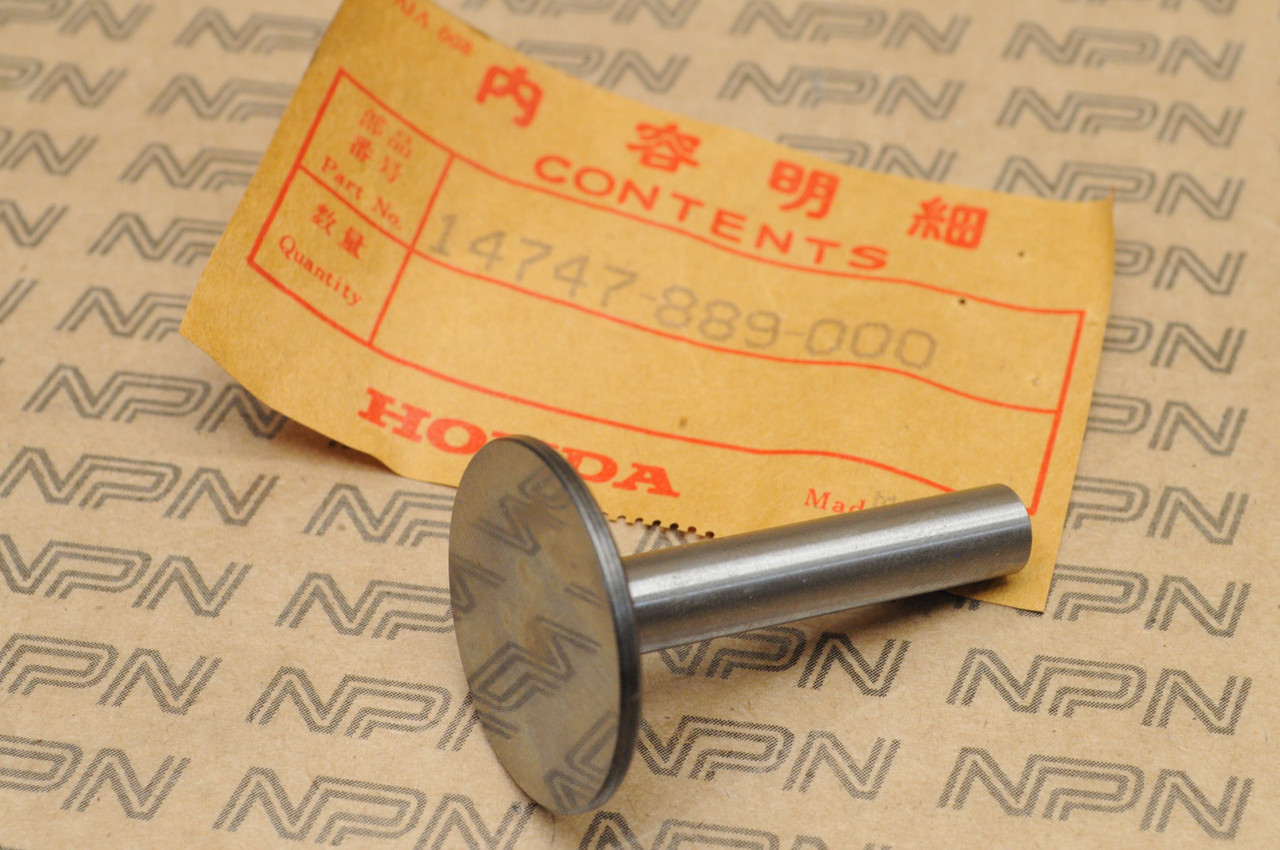 内容明細
CONTENTS
部品
番号
Part No.
14747-889-000
数量
Quantity
HONDA
Mad
NPN